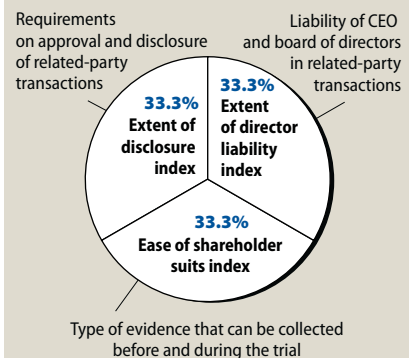 Requirements
on approval and disclosure
of related-party
transactions
Liability of CEO
and board of directors
in related-party
transactions
33.3%
Extent of
disclosure
index
33.3%
Extent
of director
liability
index
33.3%
Ease of shareholder
suits index
Type of evidence that can be collected
before and during the trial